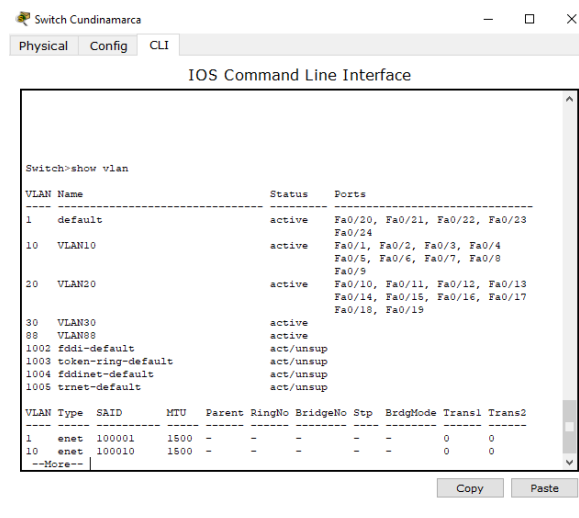 Switch Cundinamarca
Physical Config CLI
IOS Command Line Interface
Switch>show vlan
VLAN Name                             Status    Ports
---- -------------------------------- --------- -------------------------------
1    default                          active    Fa0/20, Fa0/21, Fa0/22, Fa0/23
                                                Fa0/24
10   VLAN10                           active    Fa0/1, Fa0/2, Fa0/3, Fa0/4
                                                Fa0/5, Fa0/6, Fa0/7, Fa0/8
                                                Fa0/9
20   VLAN20                           active    Fa0/10, Fa0/11, Fa0/12, Fa0/13
                                                Fa0/14, Fa0/15, Fa0/16, Fa0/17
                                                Fa0/18, Fa0/19
30   VLAN30                           active
88   VLAN88                           active
1002 fddi-default                     act/unsup
1003 token-ring-default               act/unsup
1004 fddinet-default                  act/unsup
1005 trnet-default                    act/unsup
VLAN Type  SAID       MTU   Parent RingNo BridgeNo Stp  BrdgMode Trans1 Trans2
---- ----- ---------- ----- ------ ------ -------- ---- -------- ------ ------
1    enet  100001     1500  -      -      -        -    -        0      0
10   enet  100010     1500  -      -      -        -    -        0      0
--More--
Copy Paste